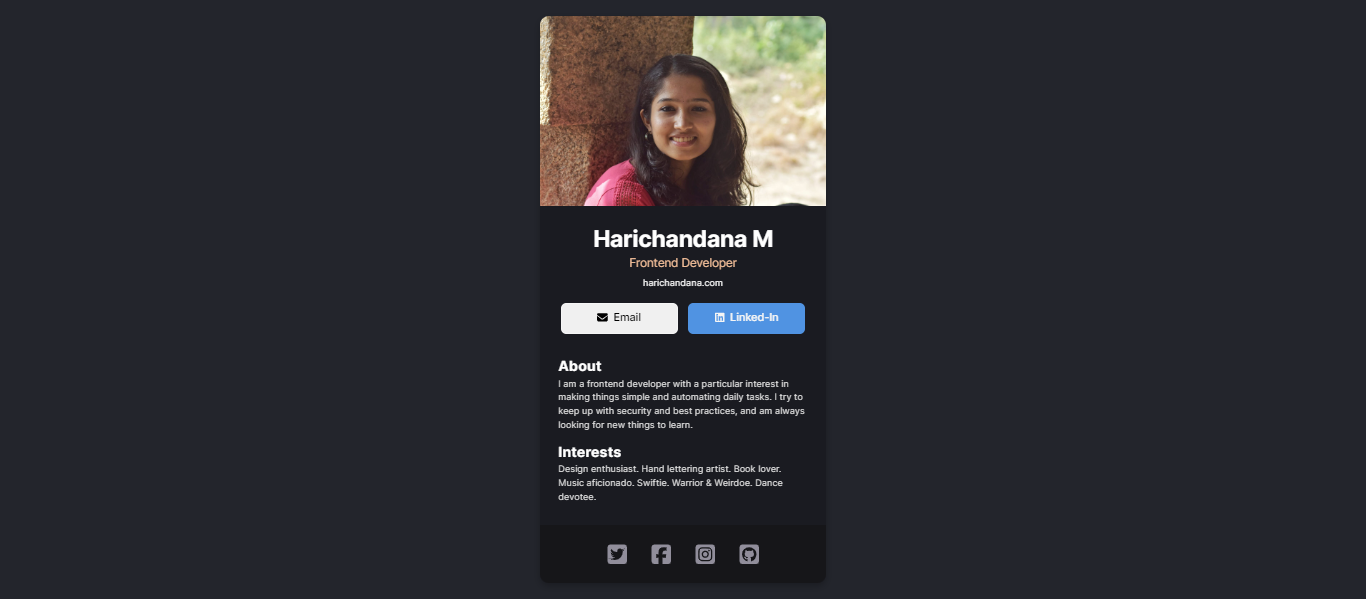 Harichandana M
Frontend Developer
harichandana.com
Email
Linked-In
About
I am a frontend developer with a particular interest in
making things simple and automating daily tasks. I try to
keep up with security and best practices, and am always
looking for new things to learn.
Interests
Design enthusiast. Hand lettering artist. Book lover.
Music aficionado. Swiftie. Warrior & Weirdoe. Dance
devotee.